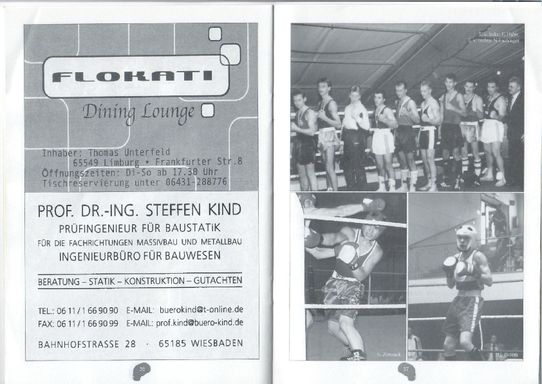 FLOKATI
Dining Lounge
Inhaber: Thomas Unterfeld
65549 Limburg • Frankfurter Str.8
Öffnungszeiten: Di-So ab 17.30 Uhr
Tischreservierung unter 06431-288776
PROF. DR.-ING. STEFFEN KIND
PRÜFINGENIEUR FÜR BAUSTATIK
FÜR DIE FACHRICHTUNGEN MASSIVBAU UND METALLBAU
INGENIEURBÜRO FÜR BAUWESEN
BERATUNG – STATIK – KONSTRUKTION – GUTACHTEN
TEL.: 06 11 / 1 66 90 90 E-MAIL: buerokind@t-online.de
FAX: 06 11 / 1 66 90 99 E-MAIL: prof.kind@buero-kind.de
BAHNHOFSTRASSE 28 · 65185 WIESBADEN